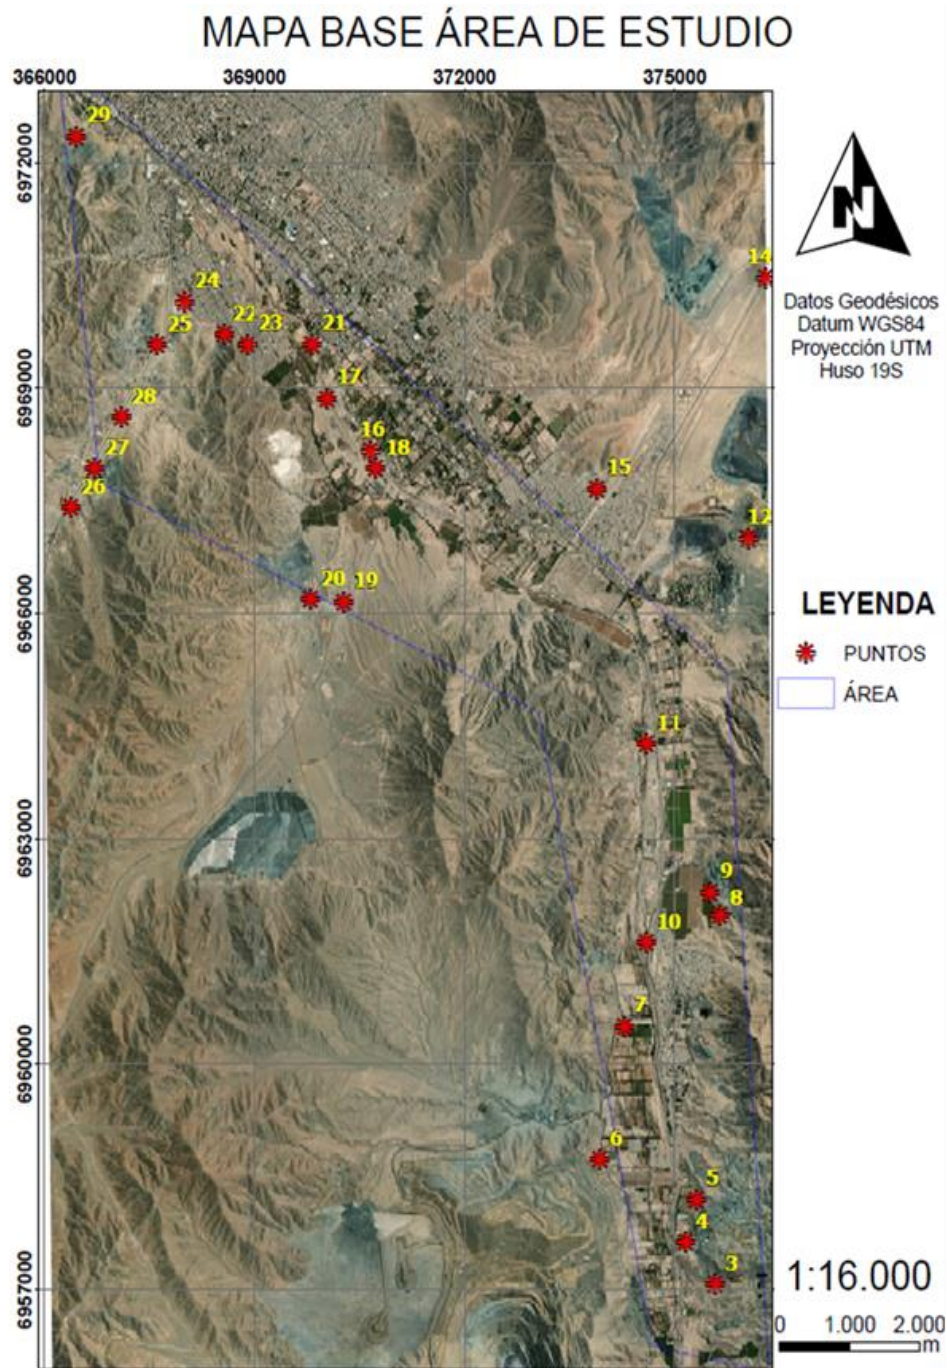 MAPA BASE ÁREA DE ESTUDIO
366000 369000 372000 375000
29
6972000
14
24
22 23 21
25
Datos Geodésicos
Datum WGS84
Proyección UTM
Huso 19S
6969000
17
28
16
18
27
15
26
12
20 19
6966000
LEYENDA
PUNTOS
ÁREA
11
6963000
9
8
10
7
6960000
6
5
4
3
6957000
1:16.000
0 1.000 2.000
m
N